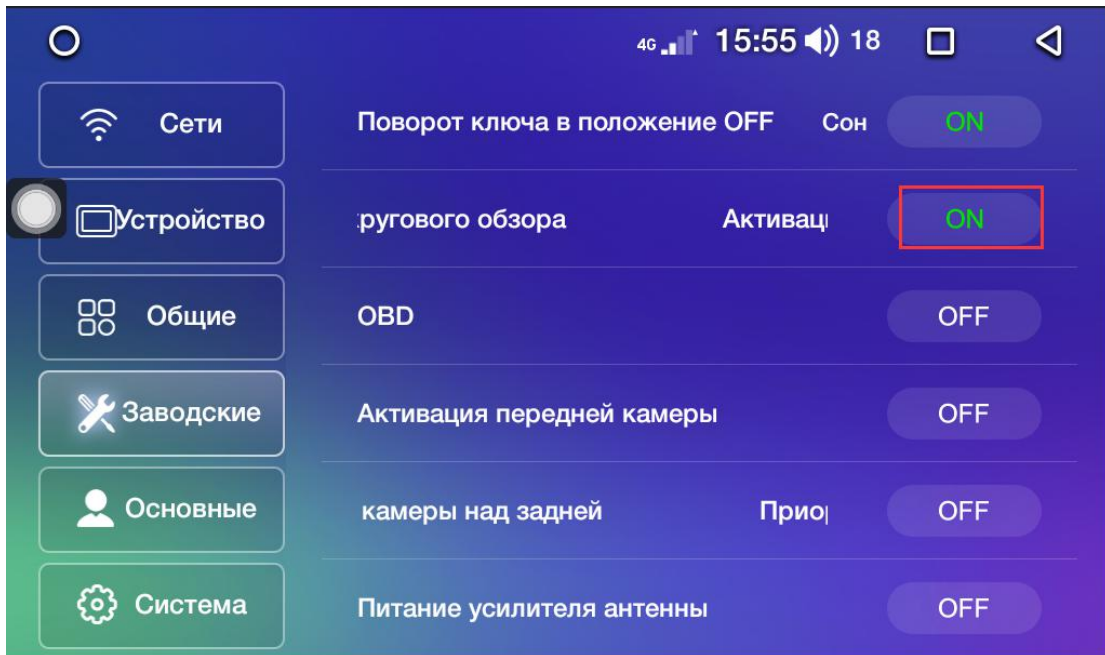 4G 15:55 18
Сети
Поворот ключа в положение OFF Сон ON
Устройство
ругового обзора Активац ON
Общие
OBD OFF
Заводские
Активация передней камеры OFF
Основные
камеры над задней Прио OFF
Система
Питание усилителя антенны OFF